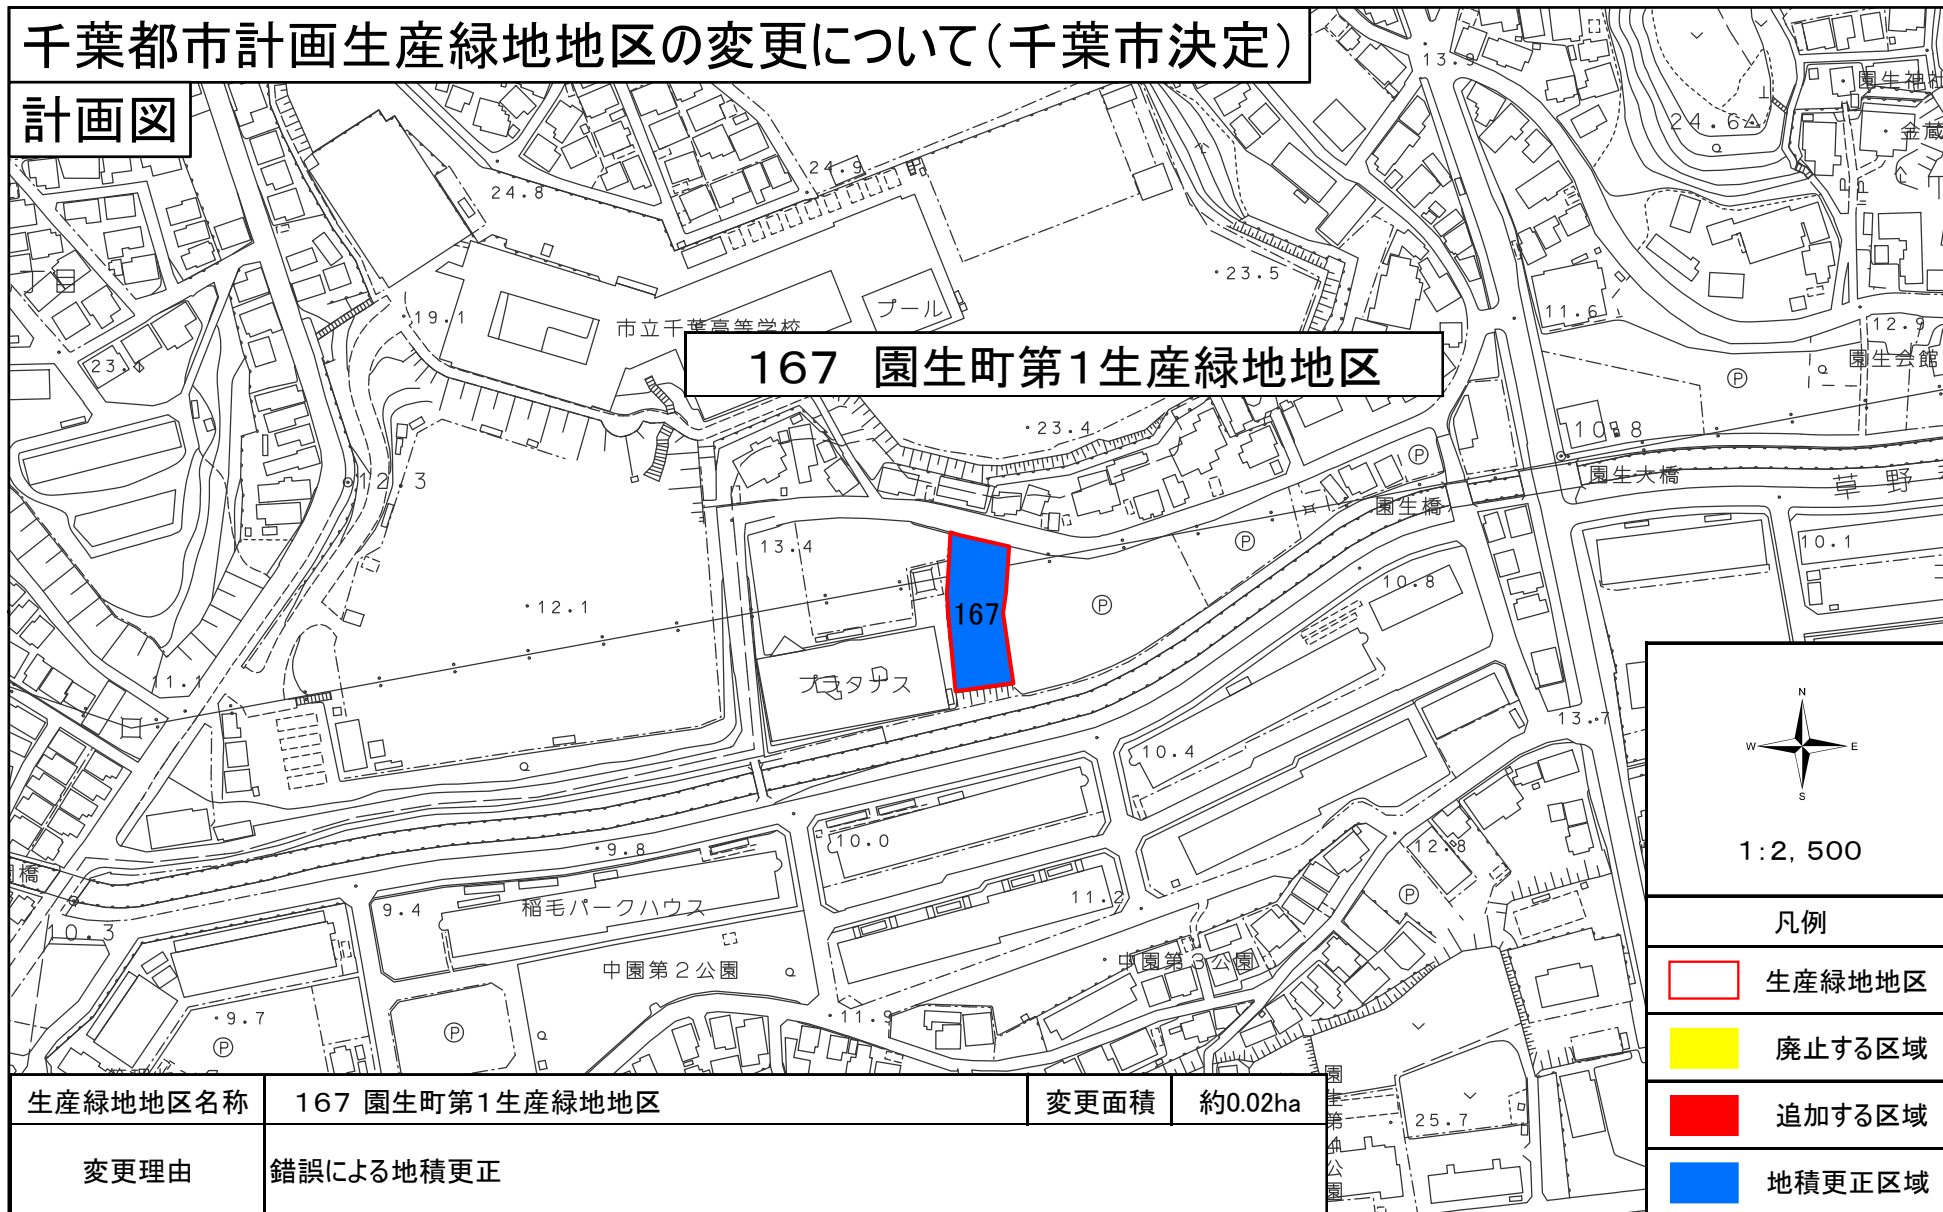 千葉都市計画生産緑地地区の変更について(千葉市決定)
計画図
13.9
園生神社
24.6
金蔵
24.9
24.8
23.5
19.1
プール
市立千葉高等学校
11.6
12.9
園生会館
P
23.
167 園生町第1生産緑地地区
23.4
P
12.3
園生大橋
草野
園生橋
13.4
P
10.1
10.8
12.1
P
167
プラタナス
11.1
13.7
10.4
N
W
E
S
1:2,500
9.8
10.0
12.8
橋
9.4
稲毛パークハウス
11.2
P
10.3
中園第2公園
中園第3公園
9.7
P
P
11.9
25.7
園生第4公園
凡例
生産緑地地区
廃止する区域
追加する区域
地積更正区域
生産緑地地区名称
167 園生町第1生産緑地地区
変更面積
約0.02ha
変更理由
錯誤による地積更正